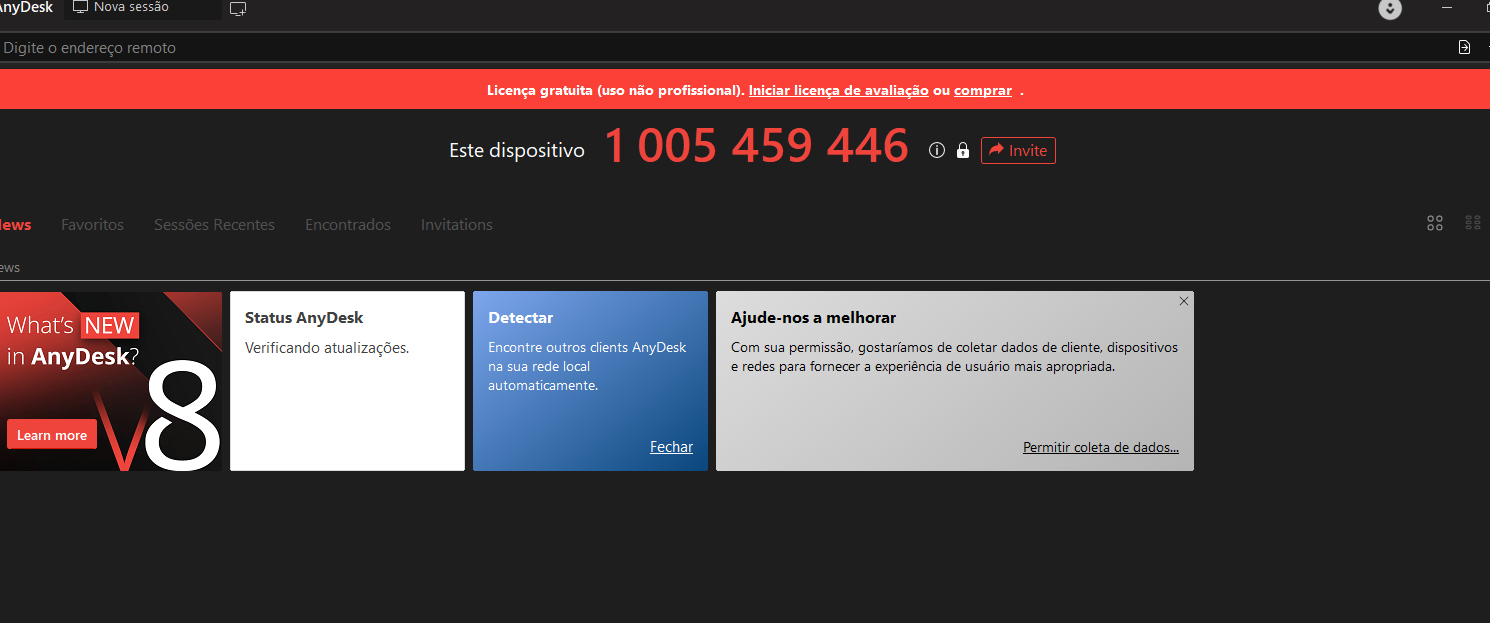 AnyDesk
Nova sessão
Digite o endereço remoto
Licença gratuita (uso não profissional). Iniciar licença de avaliação ou comprar .
Este dispositivo 1 005 459 446 Invite
News Favoritos Sessões Recentes Encontrados Invitations
ews
What's NEW
in AnyDesk?
V8
Learn more
Status AnyDesk
Verificando atualizações.
Detectar
Encontre outros clients AnyDesk
na sua rede local
automaticamente.
Fechar
Ajude-nos a melhorar
Com sua permissão, gostaríamos de coletar dados de cliente, dispositivos
e redes para fornecer a experiência de usuário mais apropriada.
Permitir coleta de dados...